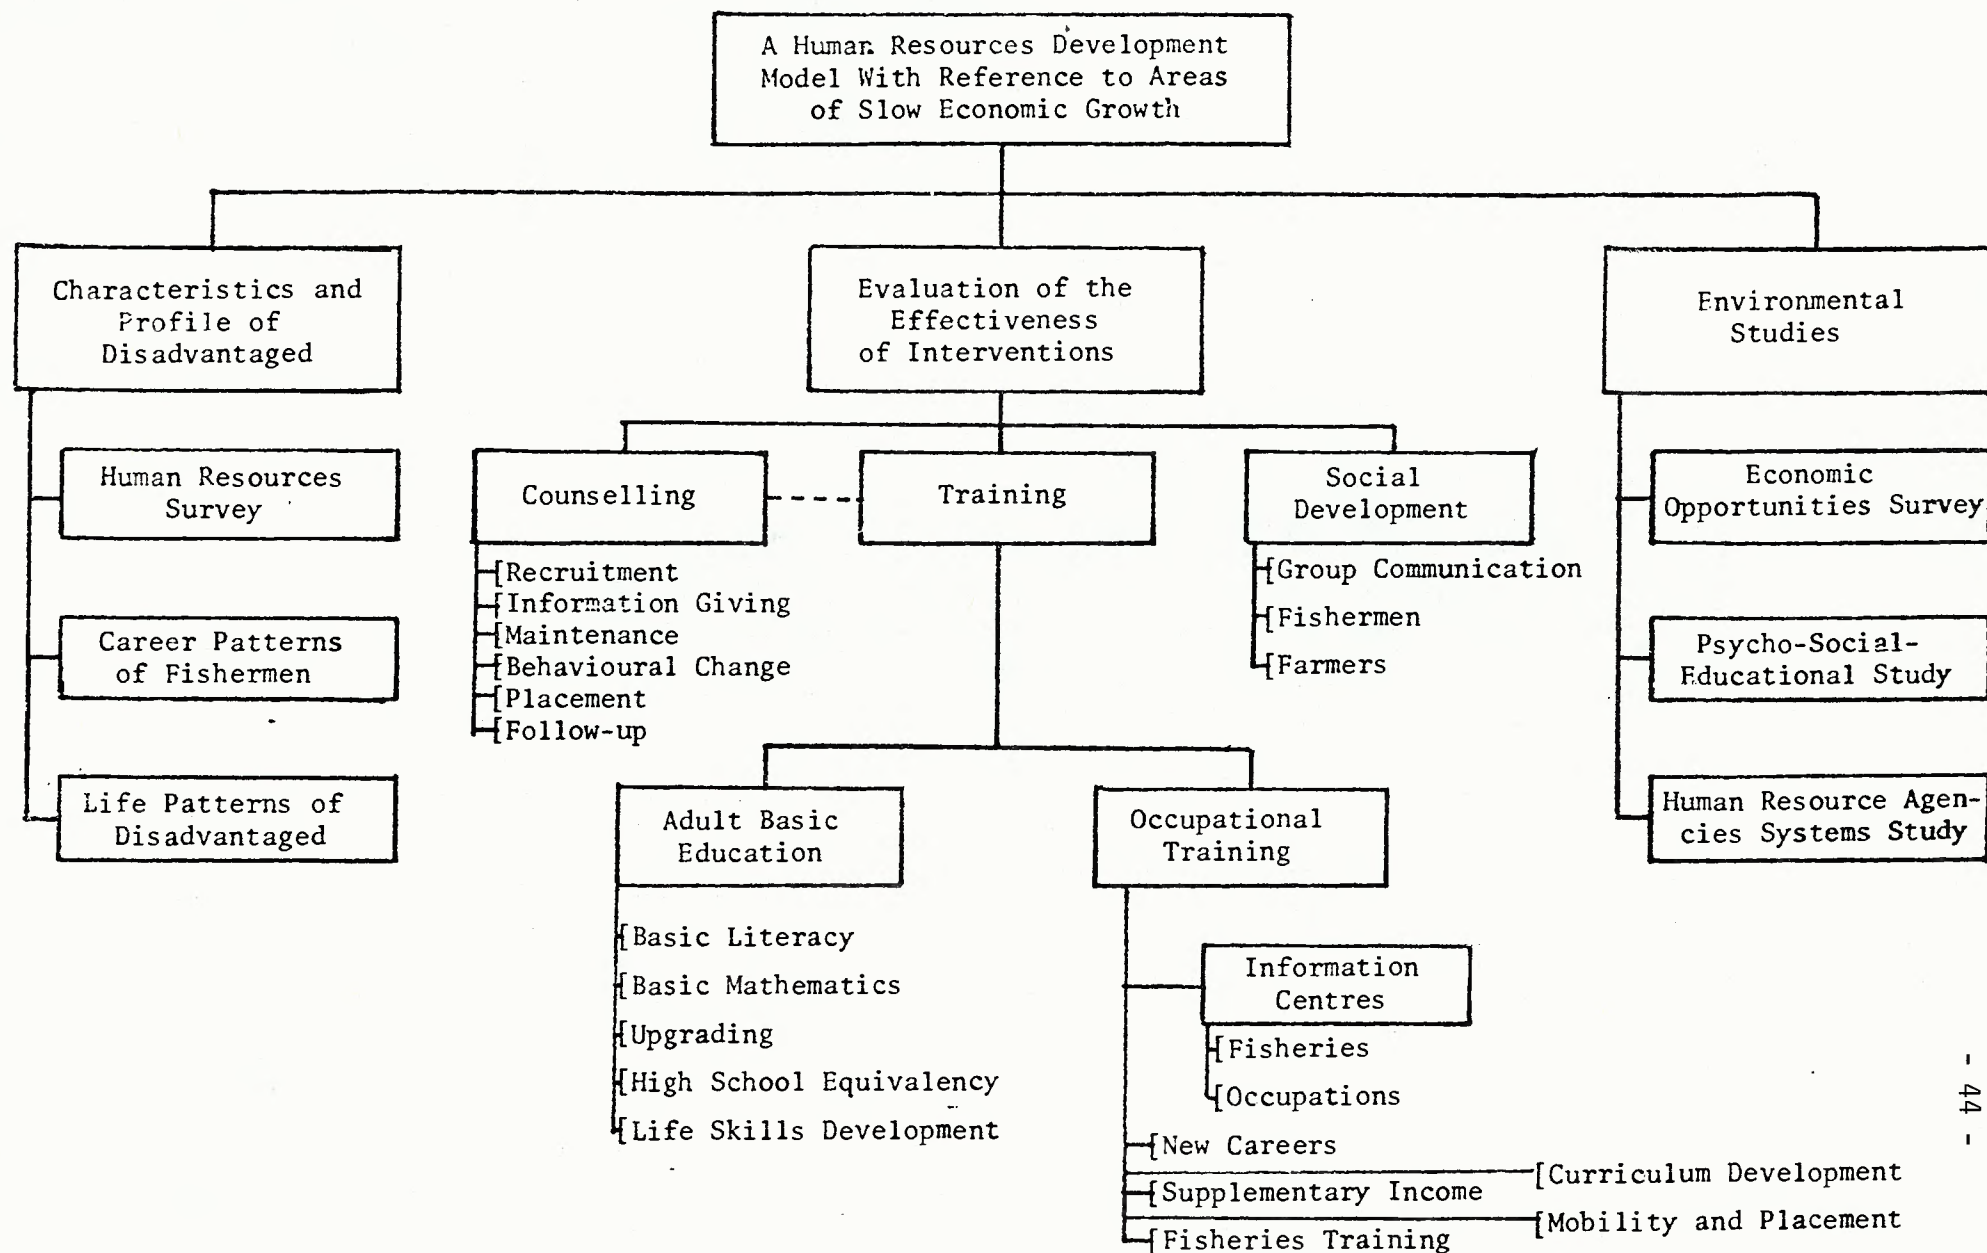 A Human Resources Development
Model With Reference to Areas
of Slow Economic Growth
Characteristics and
Profile of
Disadvantaged
Human Resources
Survey
Career Patterns
of Fishermen
Life Patterns of
Disadvantaged
Evaluation of the
Effectiveness
of Interventions
Counselling
[Recruitment
[Information Giving
[Maintenance
[Behavioural Change
[Placement
[Follow-up
Training
Adult Basic
Education
[Basic Literacy
[Basic Mathematics
[Upgrading
[High School Equivalency
[Life Skills Development
Occupational
Training
Information
Centres
[Fisheries
[Occupations
[New Careers
[Curriculum Development
[Supplementary Income
[Mobility and Placement
[Fisheries Training
Social
Development
[Group Communication
[Fishermen
[Farmers
Environmental
Studies
Economic
Opportunities Survey
Psycho-Social-
Educational Study
Human Resource Agen-
cies Systems Study
- 44 -